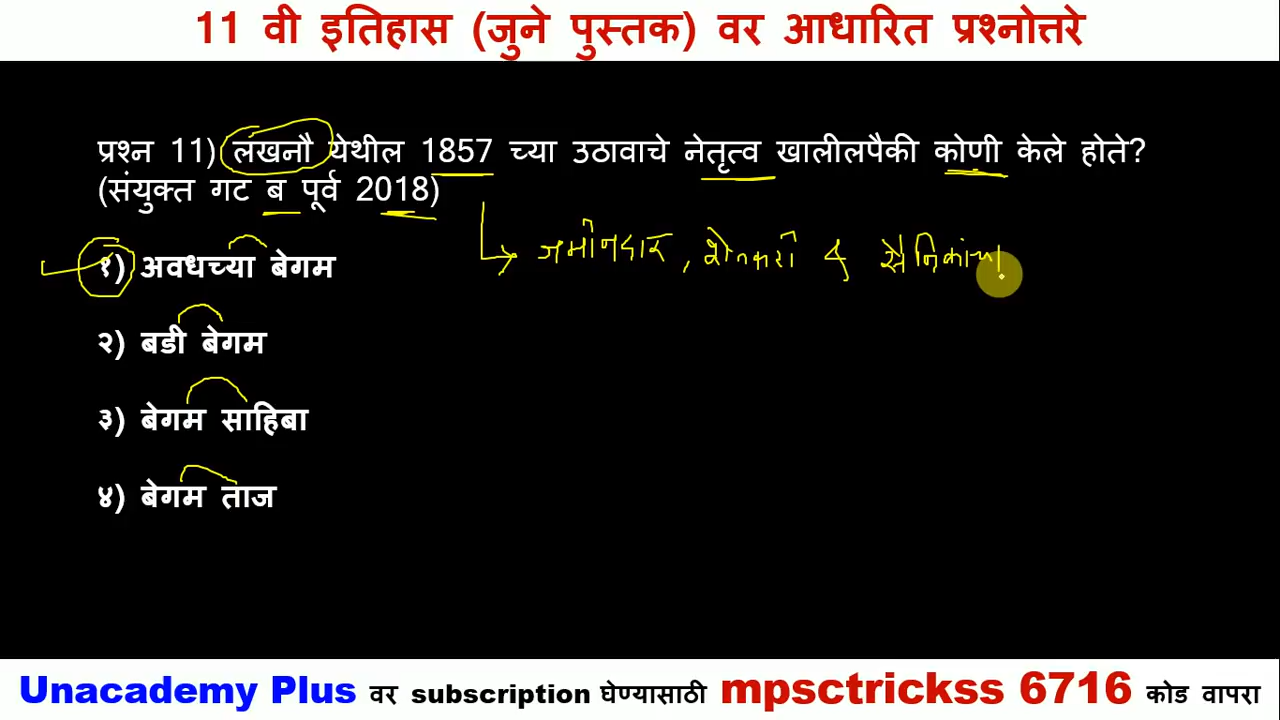 11 वी इतिहास (जुने पुस्तक) वर आधारित प्रश्नोत्तरे
प्रश्न 11) लखनौ येथील 1857 च्या उठावाचे नेतृत्व खालीलपैकी कोणी केले होते?
(संयुक्त गट ब पूर्व 2018)
जमीनदार, शेतकरी व सैनिकांचा
१) अवधच्या बेगम
२) बडी बेगम
३) बेगम साहिबा
४) बेगम ताज
Unacademy Plus वर subscription घेण्यासाठी mpsctrickss 6716 कोड वापरा